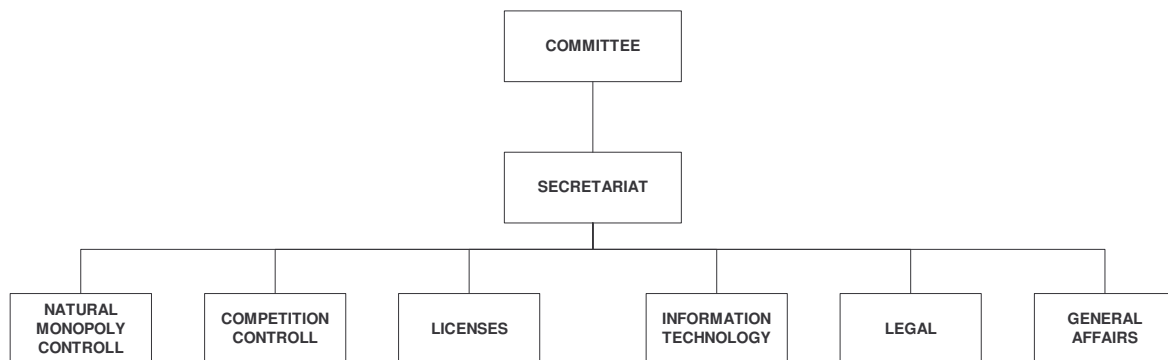 COMMITTEE
SECRETARIAT
NATURAL
MONOPOLY
CONTROLL
COMPETITION
CONTROLL
LICENSES
INFORMATION
TECHNOLOGY
LEGAL
GENERAL
AFFAIRS